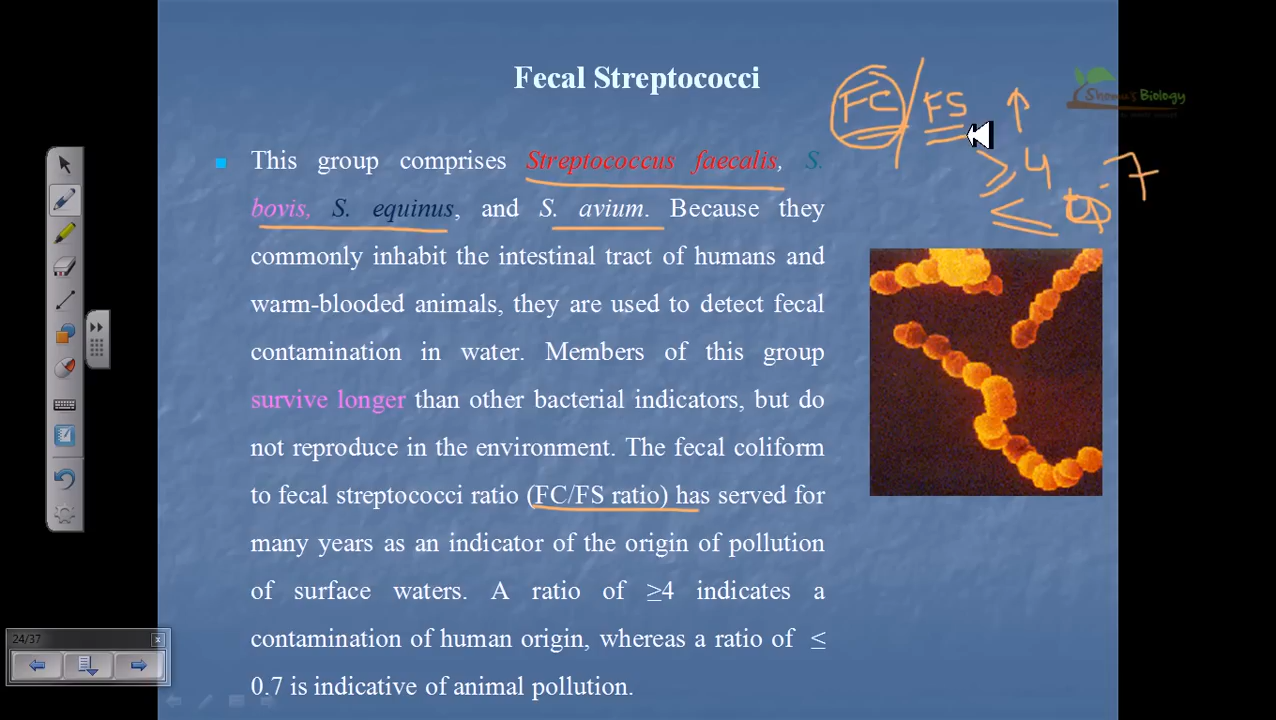 Fecal Streptococci
FC/FS ↑
≥4
≤ 0.7
Shomu's Biology
This group comprises Streptococcus faecalis, S.
bovis, S. equinus, and S. avium. Because they
commonly inhabit the intestinal tract of humans and
warm-blooded animals, they are used to detect fecal
contamination in water. Members of this group
survive longer than other bacterial indicators, but do
not reproduce in the environment. The fecal coliform
to fecal streptococci ratio (FC/FS ratio) has served for
many years as an indicator of the origin of pollution
of surface waters. A ratio of ≥4 indicates a
contamination of human origin, whereas a ratio of ≤
0.7 is indicative of animal pollution.
24/37